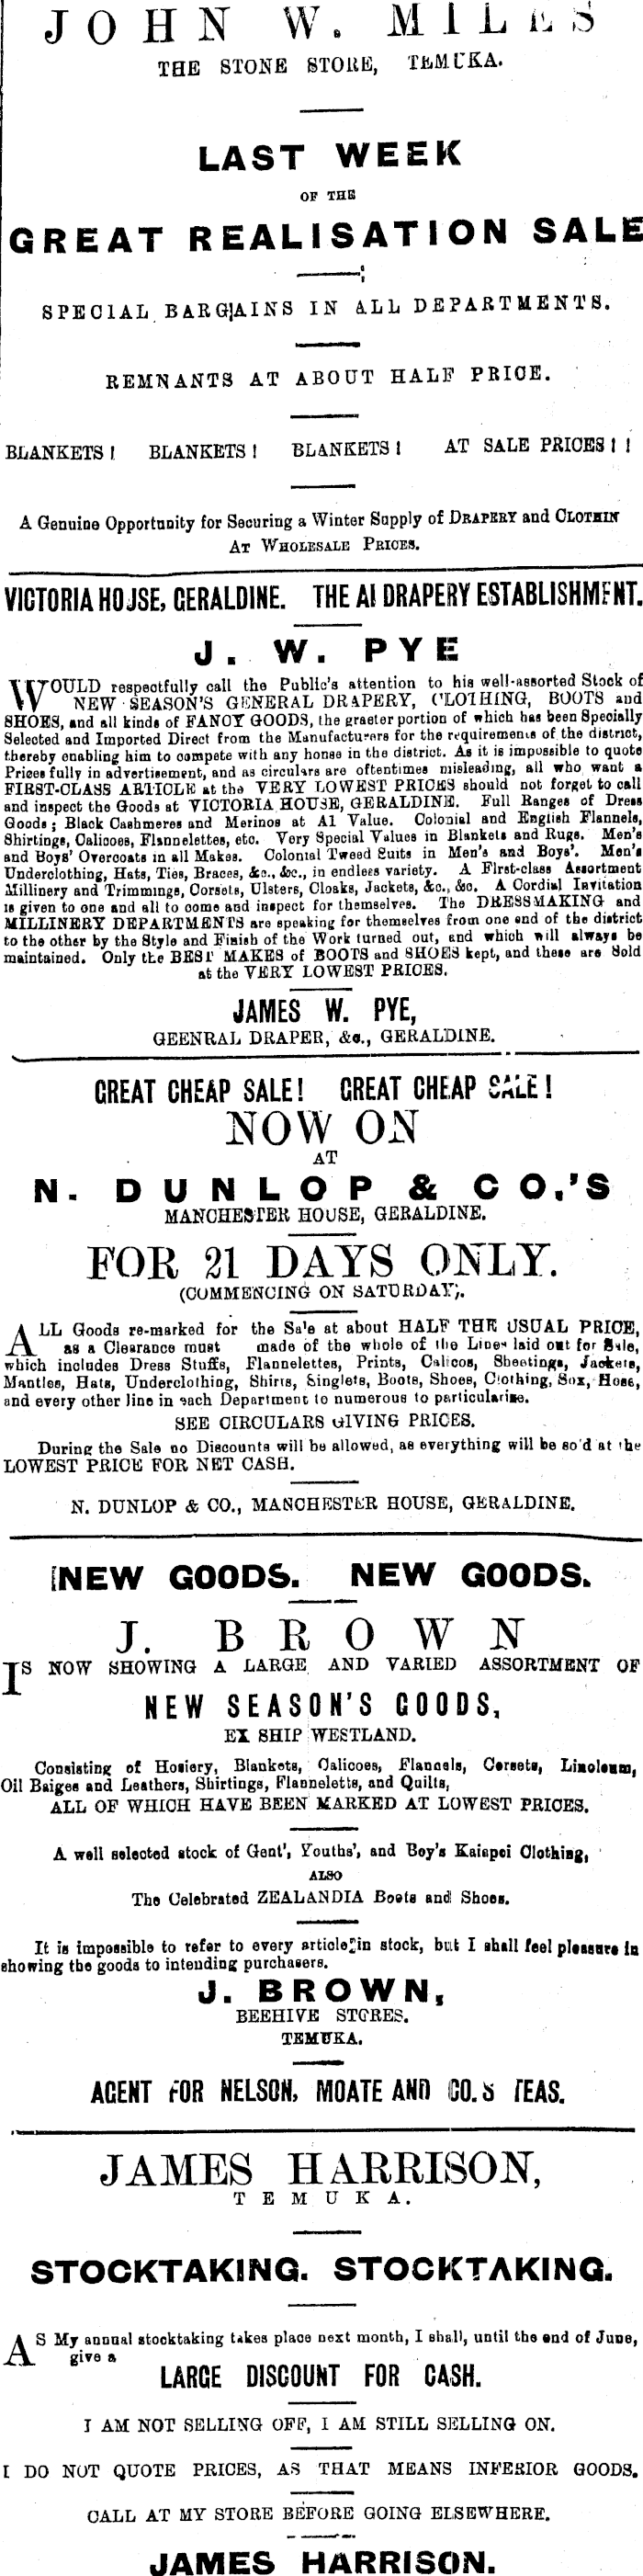 JOHN W. MILES
THE STONE STORE, TEMUKA.
LAST WEEK
OF THE
GREAT REALISATION SALE
SPECIAL BARGAINS IN ALL DEPARTMENTS.
REMNANTS AT ABOUT HALF PRICE.
BLANKETS! BLANKETS! BLANKETS! AT SALE PRICES!!
A Genuine Opportunity for Securing a Winter Supply of DRAPERY and CLOTHIN
AT WHOLESALE PRICES.
VICTORIA HOUSE, GERALDINE. THE A1 DRAPERY ESTABLISHMENT.
J. W. PYE
WOULD respectfully call the Public's attention to his well-assorted Stock of
NEW SEASON'S GENERAL DRAPERY, CLOTHING, BOOTS and
SHOES, and all kinds of FANCY GOODS, the greater portion of which has been Specially
Selected and Imported Direct from the Manufacturers for the requirements of the district,
thereby enabling him to compete with any house in the district. As it is impossible to quote
Prices fully in advertisement, and as circulars are oftentimes misleading, all who want a
FIRST-CLASS ARTICLE at the VERY LOWEST PRICES should not forget to call
and inspect the Goods at VICTORIA HOUSE, GERALDINE. Full Ranges of Dress
Goods; Black Cashmeres and Merinos at A1 Value. Colonial and English Flannels,
Shirtings, Calicoes, Flannelettes, etc. Very Special Values in Blankets and Rugs. Men's
and Boys' Overcoats in all Makes. Colonial Tweed Suits in Men's and Boys'. Men's
Underclothing, Hats, Ties, Braces, &c., &c., in endless variety. A First-class Assortment
Millinery and Trimmings, Corsets, Ulsters, Cloaks, Jackets, &c., &c. A Cordial Invitation
is given to one and all to come and inspect for themselves. The DRESSMAKING and
MILLINERY DEPARTMENTS are speaking for themselves from one end of the district
to the other by the Style and Finish of the Work turned out, and which will always be
maintained. Only the BEST MAKES of BOOTS and SHOES kept, and these are Sold
at the VERY LOWEST PRICES.
JAMES W. PYE,
GEENRAL DRAPER, &c., GERALDINE.
GREAT CHEAP SALE! GREAT CHEAP SALE!
NOW ON
AT
N. DUNLOP & CO.'S
MANCHESTER HOUSE, GERALDINE.
FOR 21 DAYS ONLY.
(COMMENCING ON SATURDAY).
ALL Goods re-marked for the Sale at about HALF THE USUAL PRICE,
as a Clearance must made of the whole of the Lines laid out for Sale,
which includes Dress Stuffs, Flannelettes, Prints, Calicos, Sheetings, Jackets,
Mantles, Hats, Underclothing, Shirts, Singlets, Boots, Shoes, Clothing, Sox, Hose,
and every other line in each Department to numerous to particularise.
SEE CIRCULARS GIVING PRICES.
During the Sale no Discounts will be allowed, as everything will be so'd at the
LOWEST PRICE FOR NET CASH.
N. DUNLOP & CO., MANCHESTER HOUSE, GERALDINE.
NEW GOODS. NEW GOODS.
J. BROWN
IS NOW SHOWING A LARGE AND VARIED ASSORTMENT OF
NEW SEASON'S GOODS,
EX SHIP WESTLAND.
Consisting of Hosiery, Blankets, Calicoes, Flannels, Corsets, Linoleum,
Oil Baiges and Leathers, Shirtings, Flannelette, and Quilts,
ALL OF WHICH HAVE BEEN MARKED AT LOWEST PRICES.
A well selected stock of Gent', Youths', and Boy's Kaiapoi Clothing,
ALSO
The Celebrated ZEALANDIA Boots and Shoes.
It is impossible to refer to every article in stock, but I shall feel pleasure in
showing the goods to intending purchasers.
J. BROWN,
BEEHIVE STORES.
TEMUKA.
AGENT FOR NELSON, MOATE AND CO.S TEAS.
JAMES HARRISON,
TEMUKA.
STOCKTAKING. STOCKTAKING.
AS My annual stocktaking takes place next month, I shall, until the end of June,
give a
LARGE DISCOUNT FOR CASH.
I AM NOT SELLING OFF, I AM STILL SELLING ON.
I DO NOT QUOTE PRICES, AS THAT MEANS INFERIOR GOODS.
CALL AT MY STORE BEFORE GOING ELSEWHERE.
JAMES HARRISON.